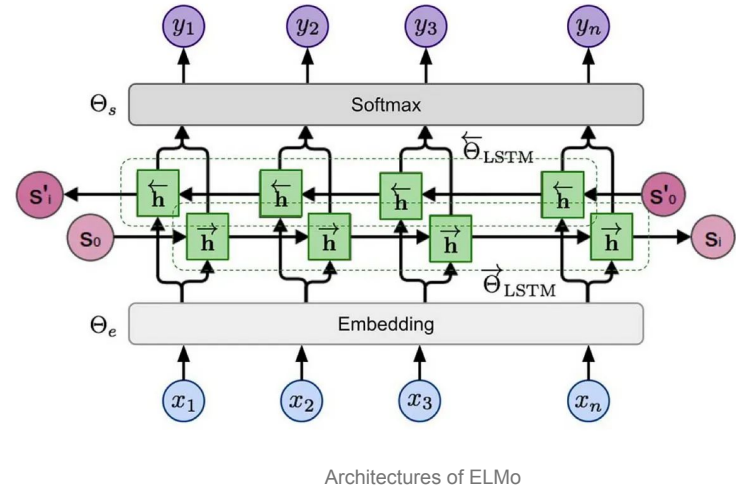 y₁ y₂ y₃ yₙ
Θₛ Softmax
←Θ LSTM
S'ᵢ ←h ←h ←h ←h S'₀
S₀ →h →h →h →h Sᵢ
→Θ LSTM
Θₑ Embedding
x₁ x₂ x₃ xₙ
Architectures of ELMo